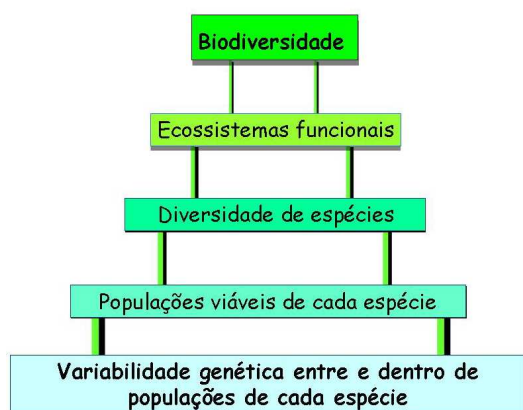 Biodiversidade
Ecossistemas funcionais
Diversidade de espécies
Populações viáveis de cada espécie
Variabilidade genética entre e dentro de
populações de cada espécie